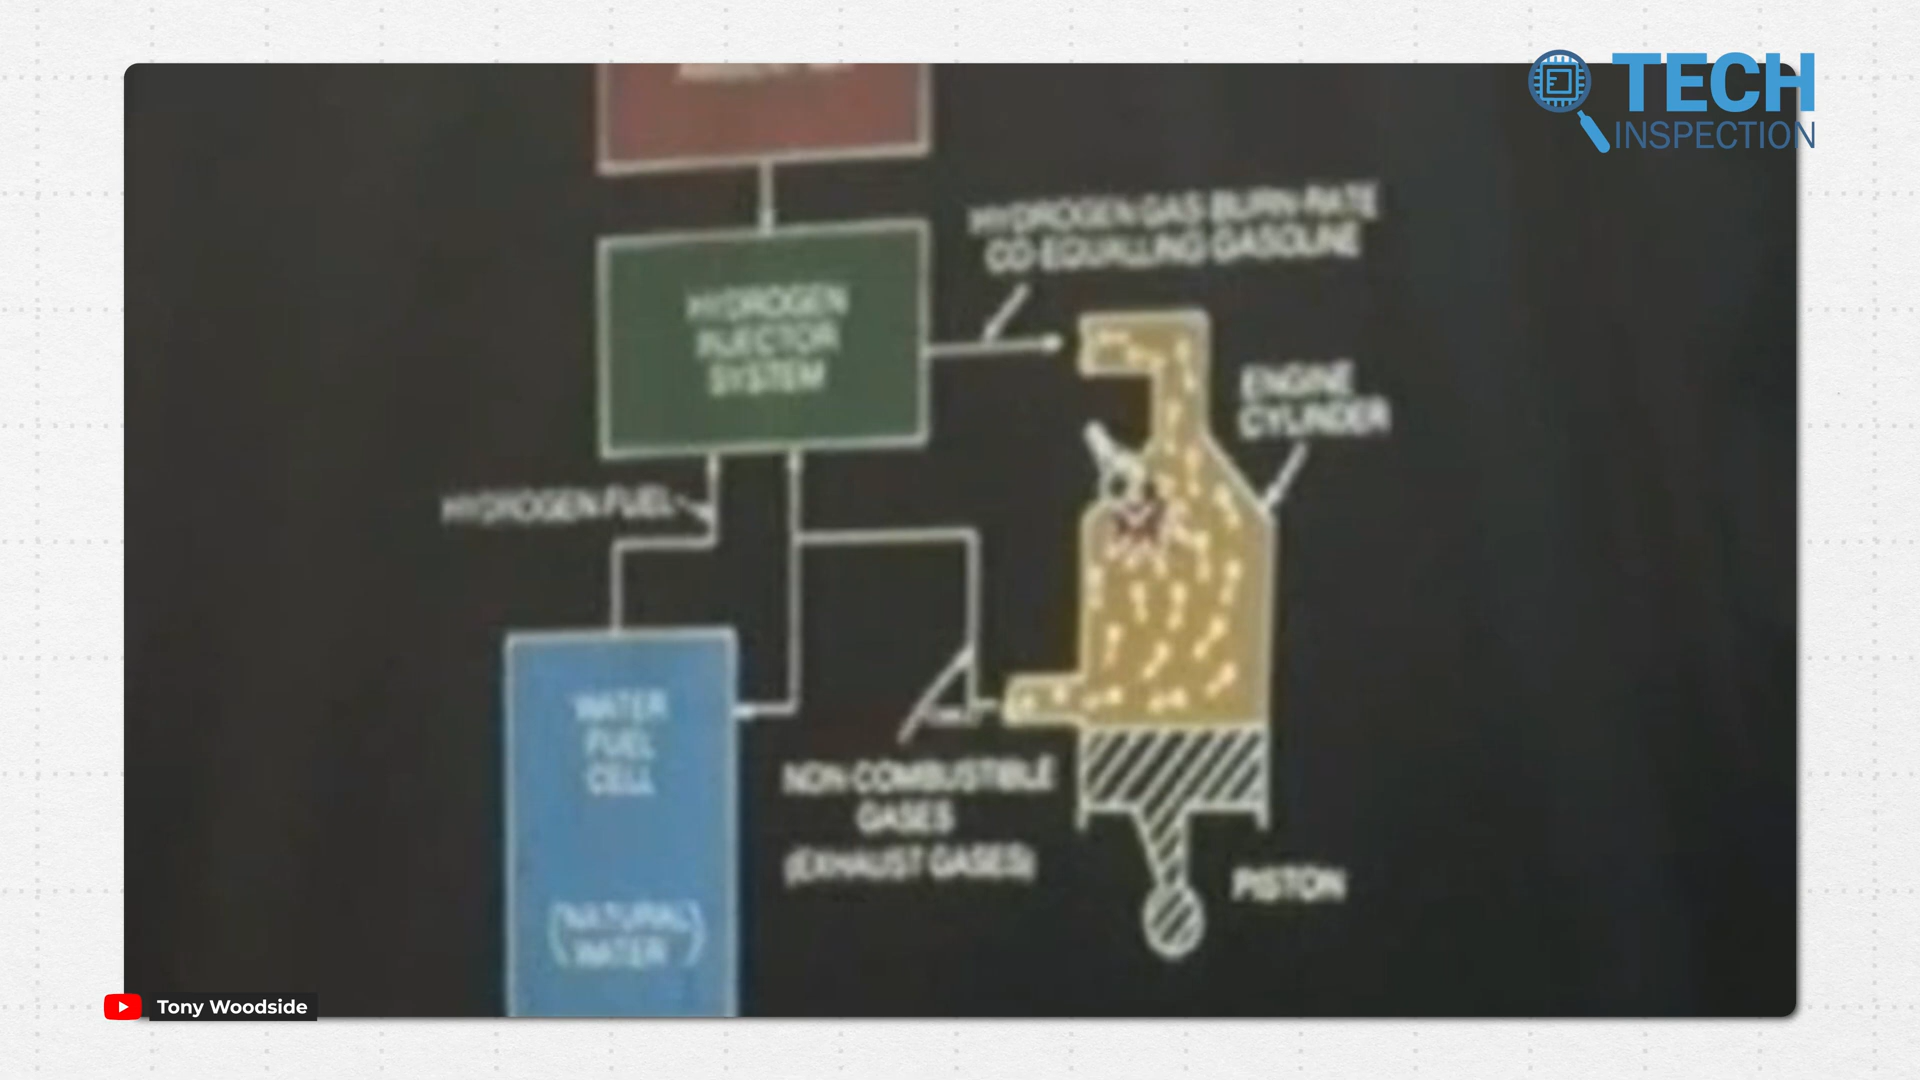 TECH
INSPECTION
HYDROGEN GAS BURN RATE
CO-EQUALLING GASOLINE
HYDROGEN
INJECTOR
SYSTEM
ENGINE
CYLINDER
HYDROGEN FUEL
WATER
FUEL
CELL
NON-COMBUSTIBLE
GASES
(EXHAUST GASES)
PISTON
(NATURAL
WATER)
Tony Woodside